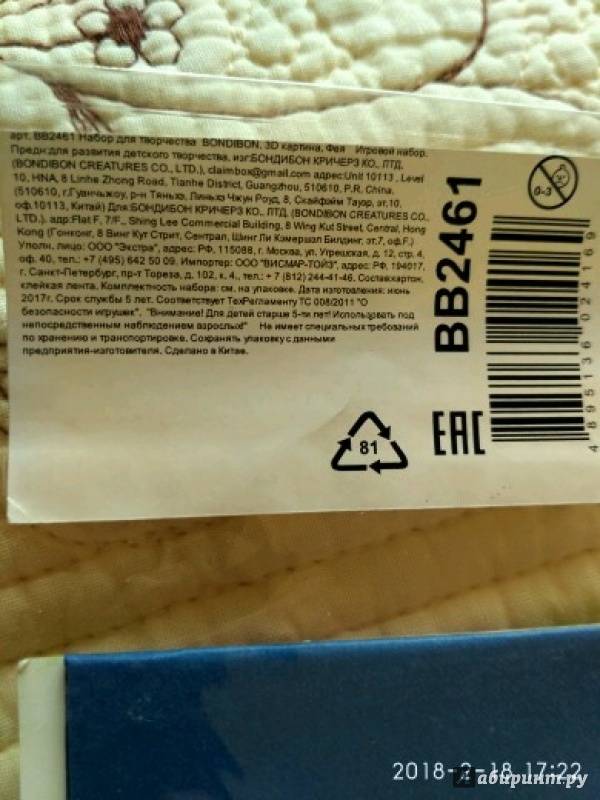 арт. BB2461 Набор для творчества BONDIBON, 3D картина, Фея Игровой набор.
Предн:для развития детского творчества, изг:БОНДИБОН КРИЧЕРЗ КО., ЛТД.
(BONDIBON CREATURES CO., LTD.), claimbox@gmail.com адрес:Unit 10113 , Level
10, HNA, 8 Linhe Zhong Road, Tianhe District, Guangzhou, 510610, P.R. China.
(510610, г.Гуанчьжоу, р-н Тяньхэ, Линьхэ Чжун Роуд, 8, Скайфэйм Тауэр, эт.10,
оф.10113, Китай) Для:БОНДИБОН КРИЧЕРЗ КО., ЛТД. (BONDIBON CREATURES CO.,
LTD.). адр:Flat F, 7/F., Shing Lee Commercial Building, 8 Wing Kut Street, Central, Hong
Kong (Гонконг, 8 Винг Кут Стрит, Сентрал, Шинг Ли Кэмершэл Билдинг, эт.7, оф.F.)
Уполн. лицо: ООО "Экстра", адрес: РФ, 115088, г. Москва, ул. Угрешская, д. 12, стр. 4,
оф. 40, тел.: +7 (495) 642 50 09. Импортер: ООО "ВИСМАР-ТОЙЗ", адрес: РФ, 194017,
г. Санкт-Петербург, пр-т Тореза, д. 102, к. 4., тел.: + 7 (812) 244-41-46. Состав:картон,
клейкая лента. Комплектность набора: см. на упаковке. Дата изготовления: июнь
2017г. Срок службы 5 лет. Соответствует ТехРегламенту ТС 008/2011 "О
безопасности игрушек". "Внимание! Для детей старше 5-ти лет! Использовать под
непосредственным наблюдением взрослых!" Не имеет специальных требований
по хранению и транспортировке. Сохранять упаковку с данными
предприятия-изготовителя. Сделано в Китае.
0-3
BB2461
4895136024169
81
EAC
2018-2-18 17:22
абиринт.ру